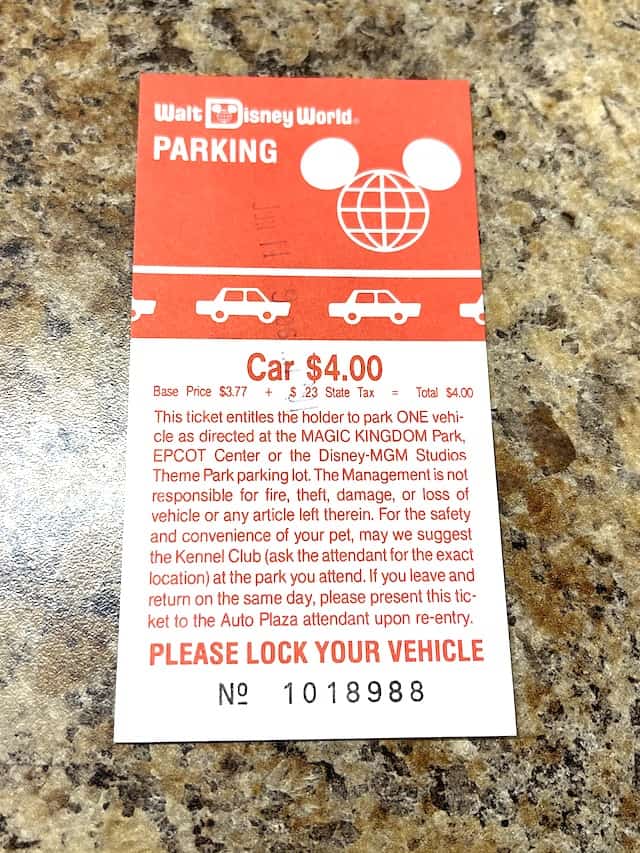 Walt Disney World®
PARKING
Car $4.00
Base Price $3.77 + $ .23 State Tax = Total $4.00
This ticket entitles the holder to park ONE vehi-
cle as directed at the MAGIC KINGDOM Park,
EPCOT Center or the Disney-MGM Studios
Theme Park parking lot. The Management is not
responsible for fire, theft, damage, or loss of
vehicle or any article left therein. For the safety
and convenience of your pet, may we suggest
the Kennel Club (ask the attendant for the exact
location) at the park you attend. If you leave and
return on the same day, please present this tic-
ket to the Auto Plaza attendant upon re-entry.
PLEASE LOCK YOUR VEHICLE
Nº 1018988